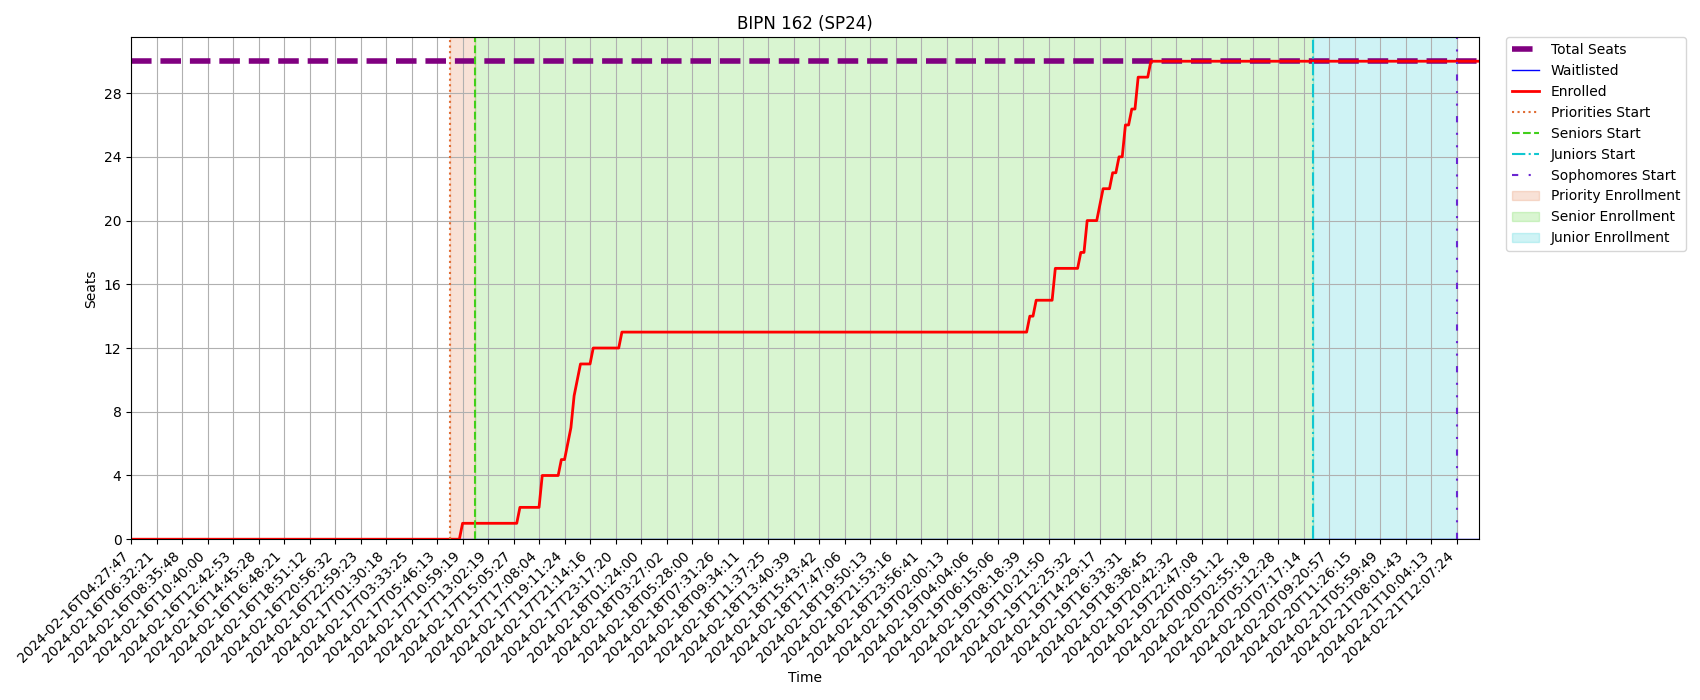 BIPN 162 (SP24)
Total Seats
Waitlisted
Enrolled
Priorities Start
Seniors Start
Juniors Start
Sophomores Start
Priority Enrollment
Senior Enrollment
Junior Enrollment
Seats
28
24
20
16
12
8
4
0
2024-02-16T04:27:47
2024-02-16T06:32:21
2024-02-16T08:35:48
2024-02-16T10:40:00
2024-02-16T12:42:53
2024-02-16T14:45:28
2024-02-16T16:48:21
2024-02-16T18:51:12
2024-02-16T20:56:32
2024-02-16T22:59:23
2024-02-17T01:30:18
2024-02-17T03:33:25
2024-02-17T05:46:13
2024-02-17T10:59:19
2024-02-17T13:02:19
2024-02-17T15:05:27
2024-02-17T17:08:04
2024-02-17T19:11:24
2024-02-17T21:14:16
2024-02-17T23:17:20
2024-02-18T01:24:00
2024-02-18T03:27:02
2024-02-18T05:28:00
2024-02-18T07:31:26
2024-02-18T09:34:11
2024-02-18T11:37:25
2024-02-18T13:40:39
2024-02-18T15:43:42
2024-02-18T17:47:06
2024-02-18T19:50:13
2024-02-18T21:53:16
2024-02-18T23:56:41
2024-02-19T02:00:13
2024-02-19T04:04:06
2024-02-19T06:15:06
2024-02-19T08:18:39
2024-02-19T10:21:50
2024-02-19T12:25:32
2024-02-19T14:29:17
2024-02-19T16:33:31
2024-02-19T18:38:45
2024-02-19T20:42:32
2024-02-19T22:47:08
2024-02-20T00:51:12
2024-02-20T02:55:18
2024-02-20T05:12:28
2024-02-20T07:17:14
2024-02-20T09:20:57
2024-02-20T11:26:15
2024-02-21T05:59:49
2024-02-21T08:01:43
2024-02-21T10:04:13
2024-02-21T12:07:24
Time